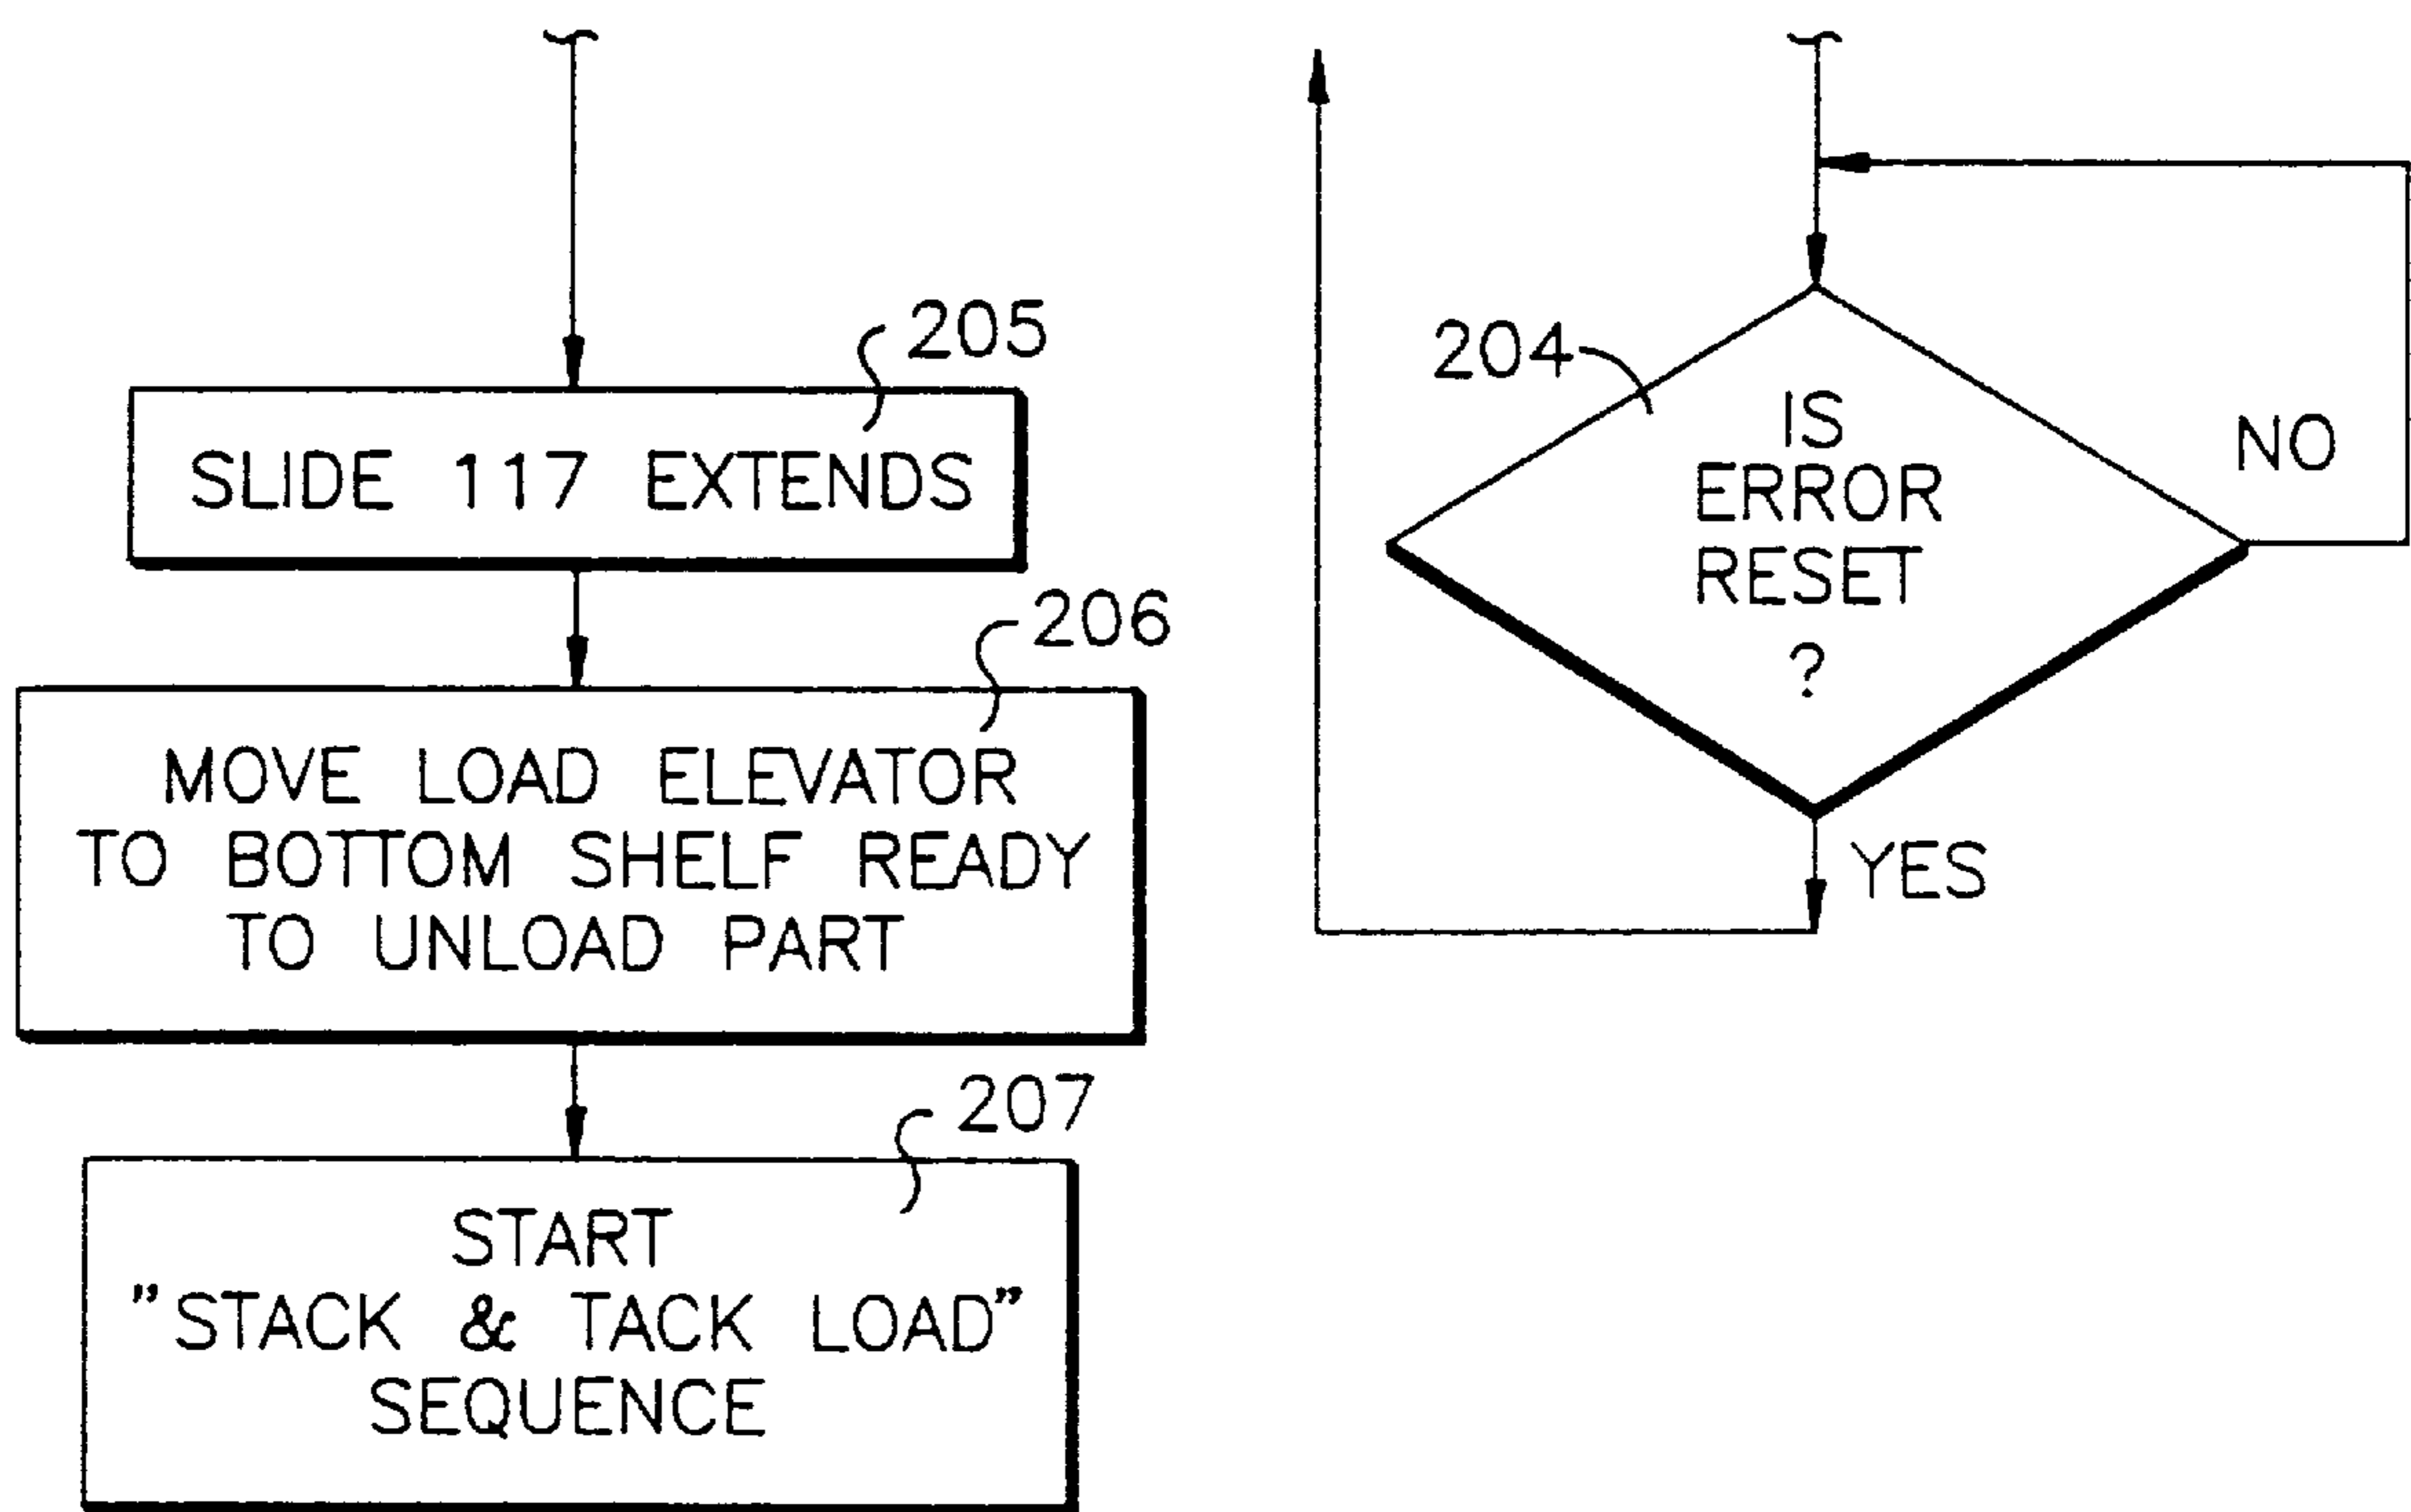 205
SLIDE 117 EXTENDS
206
MOVE LOAD ELEVATOR
TO BOTTOM SHELF READY
TO UNLOAD PART
207
START
"STACK & TACK LOAD"
SEQUENCE
204
IS
ERROR
RESET
?
NO
YES